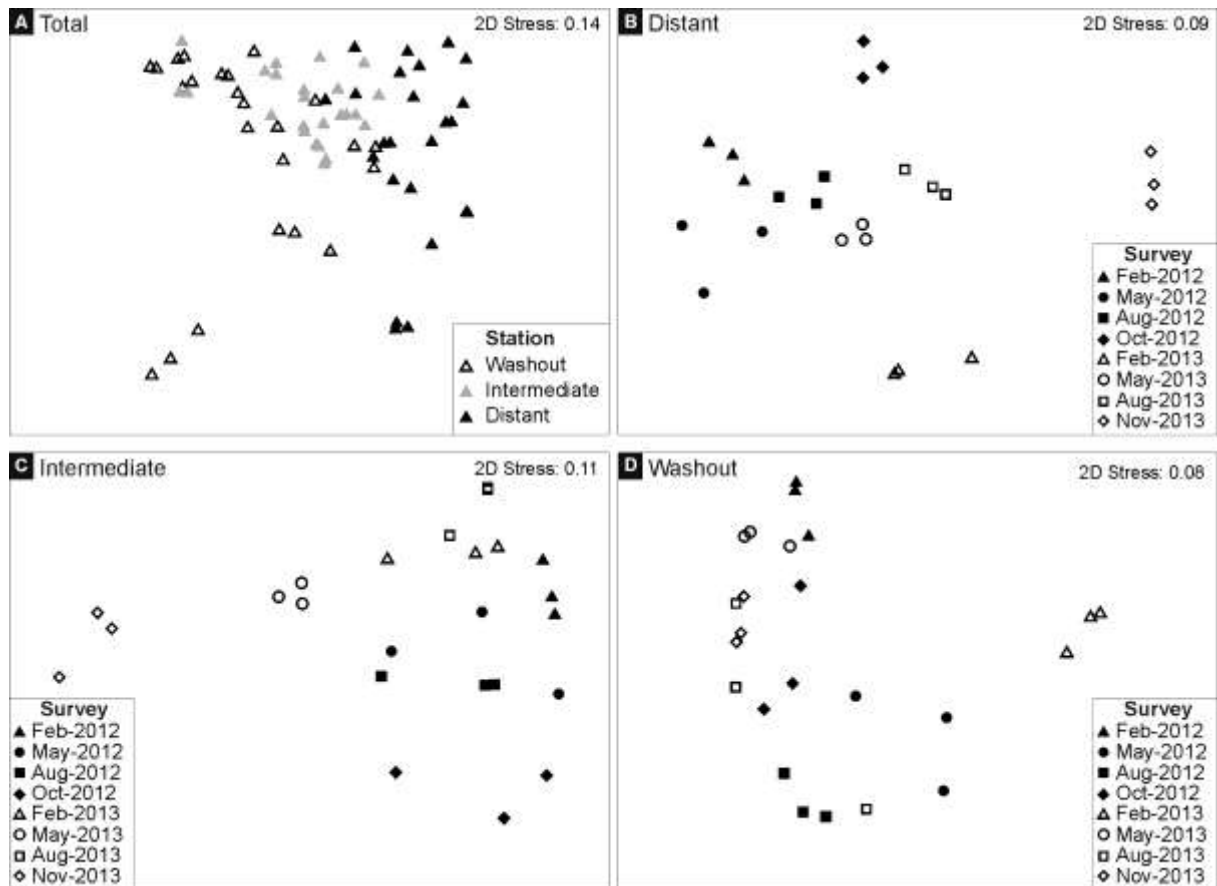 A Total
2D Stress: 0.14
Station
Washout
Intermediate
Distant
B Distant
2D Stress: 0.09
Survey
Feb-2012
May-2012
Aug-2012
Oct-2012
Feb-2013
May-2013
Aug-2013
Nov-2013
C Intermediate
2D Stress: 0.11
Survey
Feb-2012
May-2012
Aug-2012
Oct-2012
Feb-2013
May-2013
Aug-2013
Nov-2013
D Washout
2D Stress: 0.08
Survey
Feb-2012
May-2012
Aug-2012
Oct-2012
Feb-2013
May-2013
Aug-2013
Nov-2013